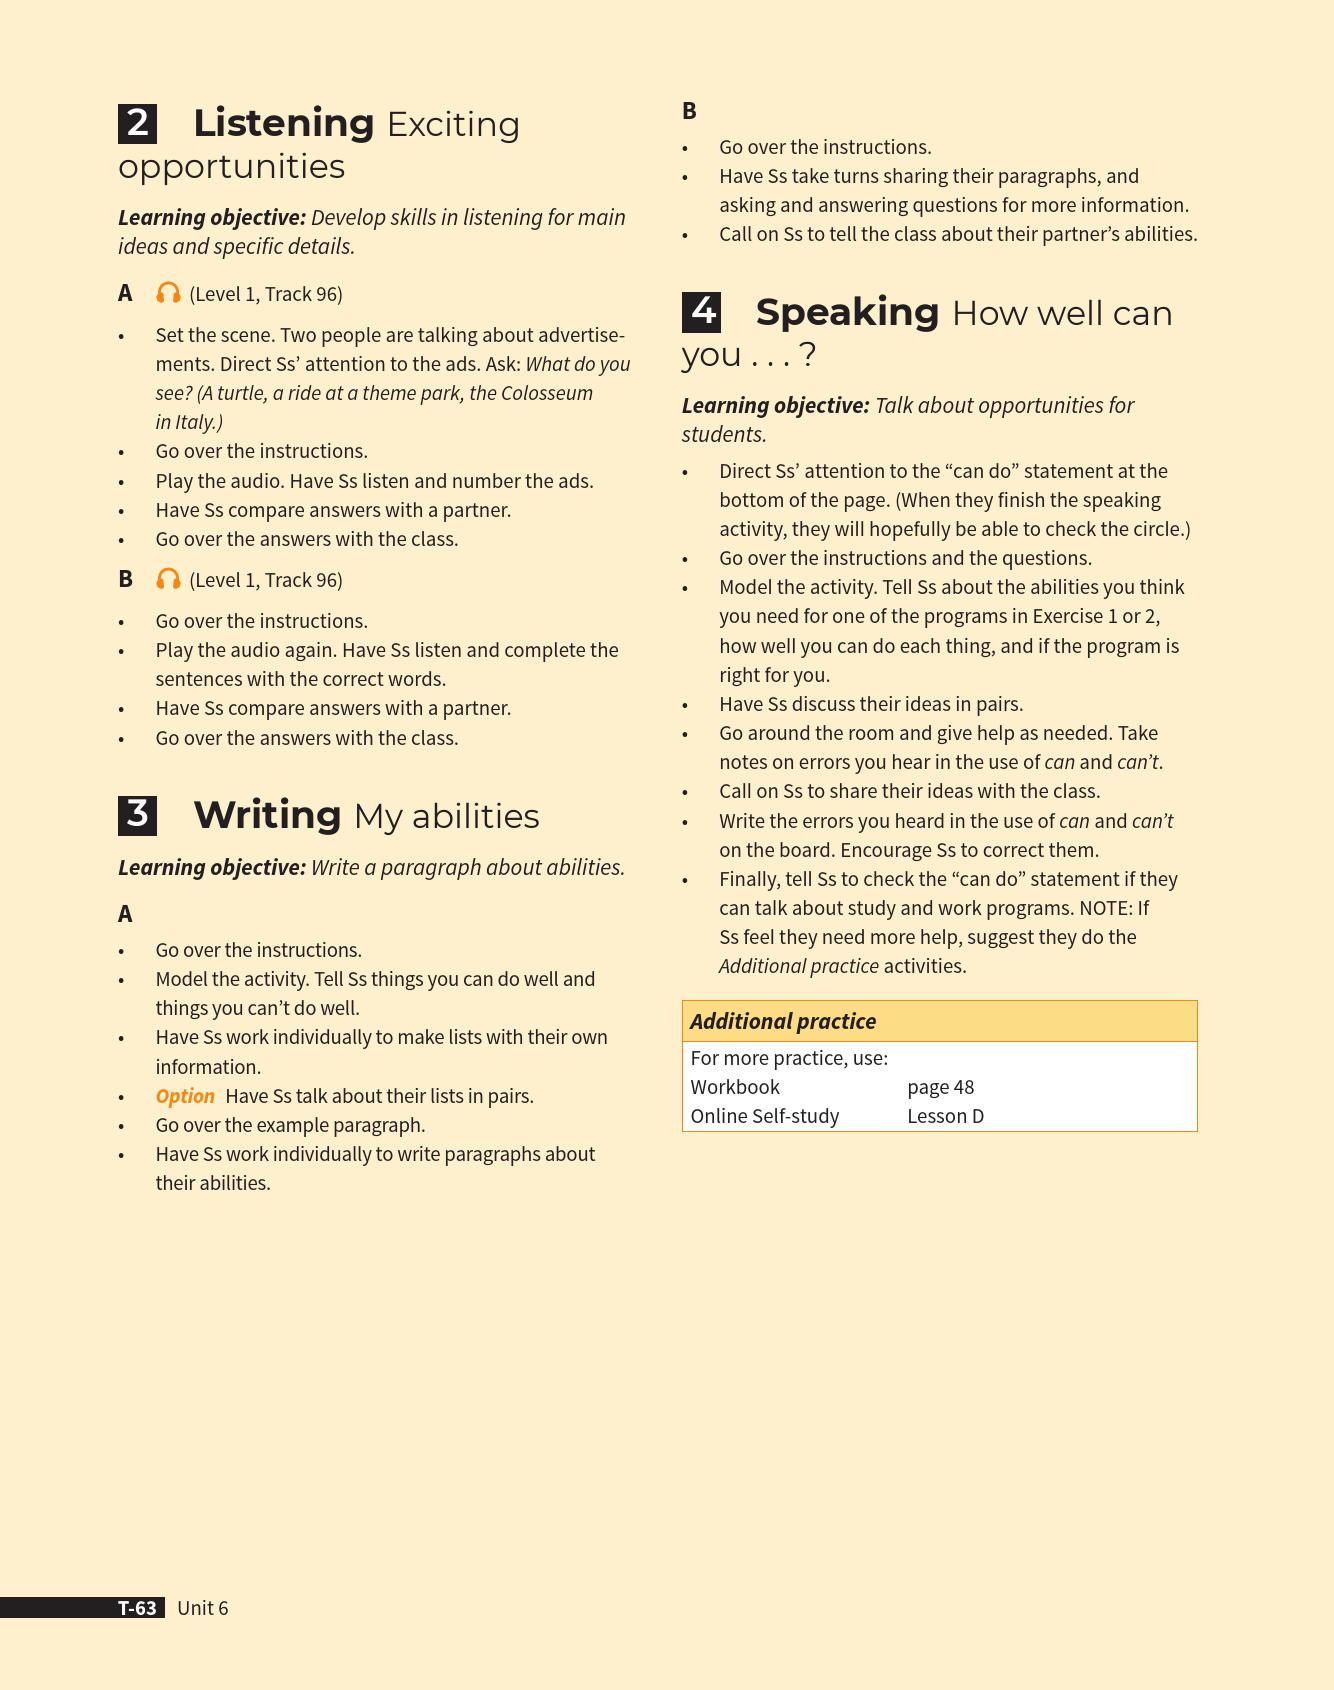 2 Listening Exciting
opportunities
Learning objective: Develop skills in listening for main
ideas and specific details.
A (Level 1, Track 96)
• Set the scene. Two people are talking about advertise-
ments. Direct Ss’ attention to the ads. Ask: What do you
see? (A turtle, a ride at a theme park, the Colosseum
in Italy.)
• Go over the instructions.
• Play the audio. Have Ss listen and number the ads.
• Have Ss compare answers with a partner.
• Go over the answers with the class.
B (Level 1, Track 96)
• Go over the instructions.
• Play the audio again. Have Ss listen and complete the
sentences with the correct words.
• Have Ss compare answers with a partner.
• Go over the answers with the class.
3 Writing My abilities
Learning objective: Write a paragraph about abilities.
A
• Go over the instructions.
• Model the activity. Tell Ss things you can do well and
things you can’t do well.
• Have Ss work individually to make lists with their own
information.
• Option Have Ss talk about their lists in pairs.
• Go over the example paragraph.
• Have Ss work individually to write paragraphs about
their abilities.
B
• Go over the instructions.
• Have Ss take turns sharing their paragraphs, and
asking and answering questions for more information.
• Call on Ss to tell the class about their partner’s abilities.
4 Speaking How well can
you . . . ?
Learning objective: Talk about opportunities for
students.
• Direct Ss’ attention to the “can do” statement at the
bottom of the page. (When they finish the speaking
activity, they will hopefully be able to check the circle.)
• Go over the instructions and the questions.
• Model the activity. Tell Ss about the abilities you think
you need for one of the programs in Exercise 1 or 2,
how well you can do each thing, and if the program is
right for you.
• Have Ss discuss their ideas in pairs.
• Go around the room and give help as needed. Take
notes on errors you hear in the use of can and can’t.
• Call on Ss to share their ideas with the class.
• Write the errors you heard in the use of can and can’t
on the board. Encourage Ss to correct them.
• Finally, tell Ss to check the “can do” statement if they
can talk about study and work programs. NOTE: If
Ss feel they need more help, suggest they do the
Additional practice activities.
Additional practice
For more practice, use:
Workbook page 48
Online Self-study Lesson D
T-63 Unit 6